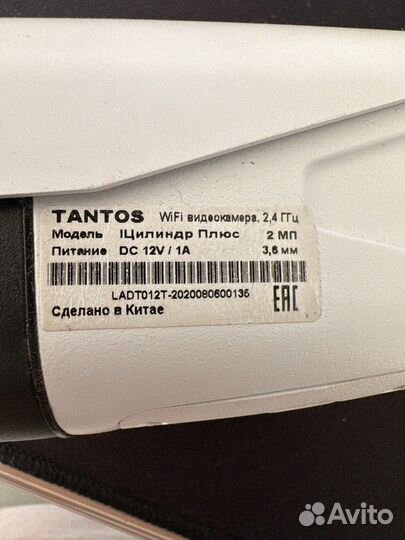 TANTOS WiFi видеокамера, 2,4 ГГц
Модель iЦилиндр Плюс 2 МП
Питание DC 12V / 1A 3,6 мм
LADT012T-2020080600135
EAC
Сделано в Китае
Avito